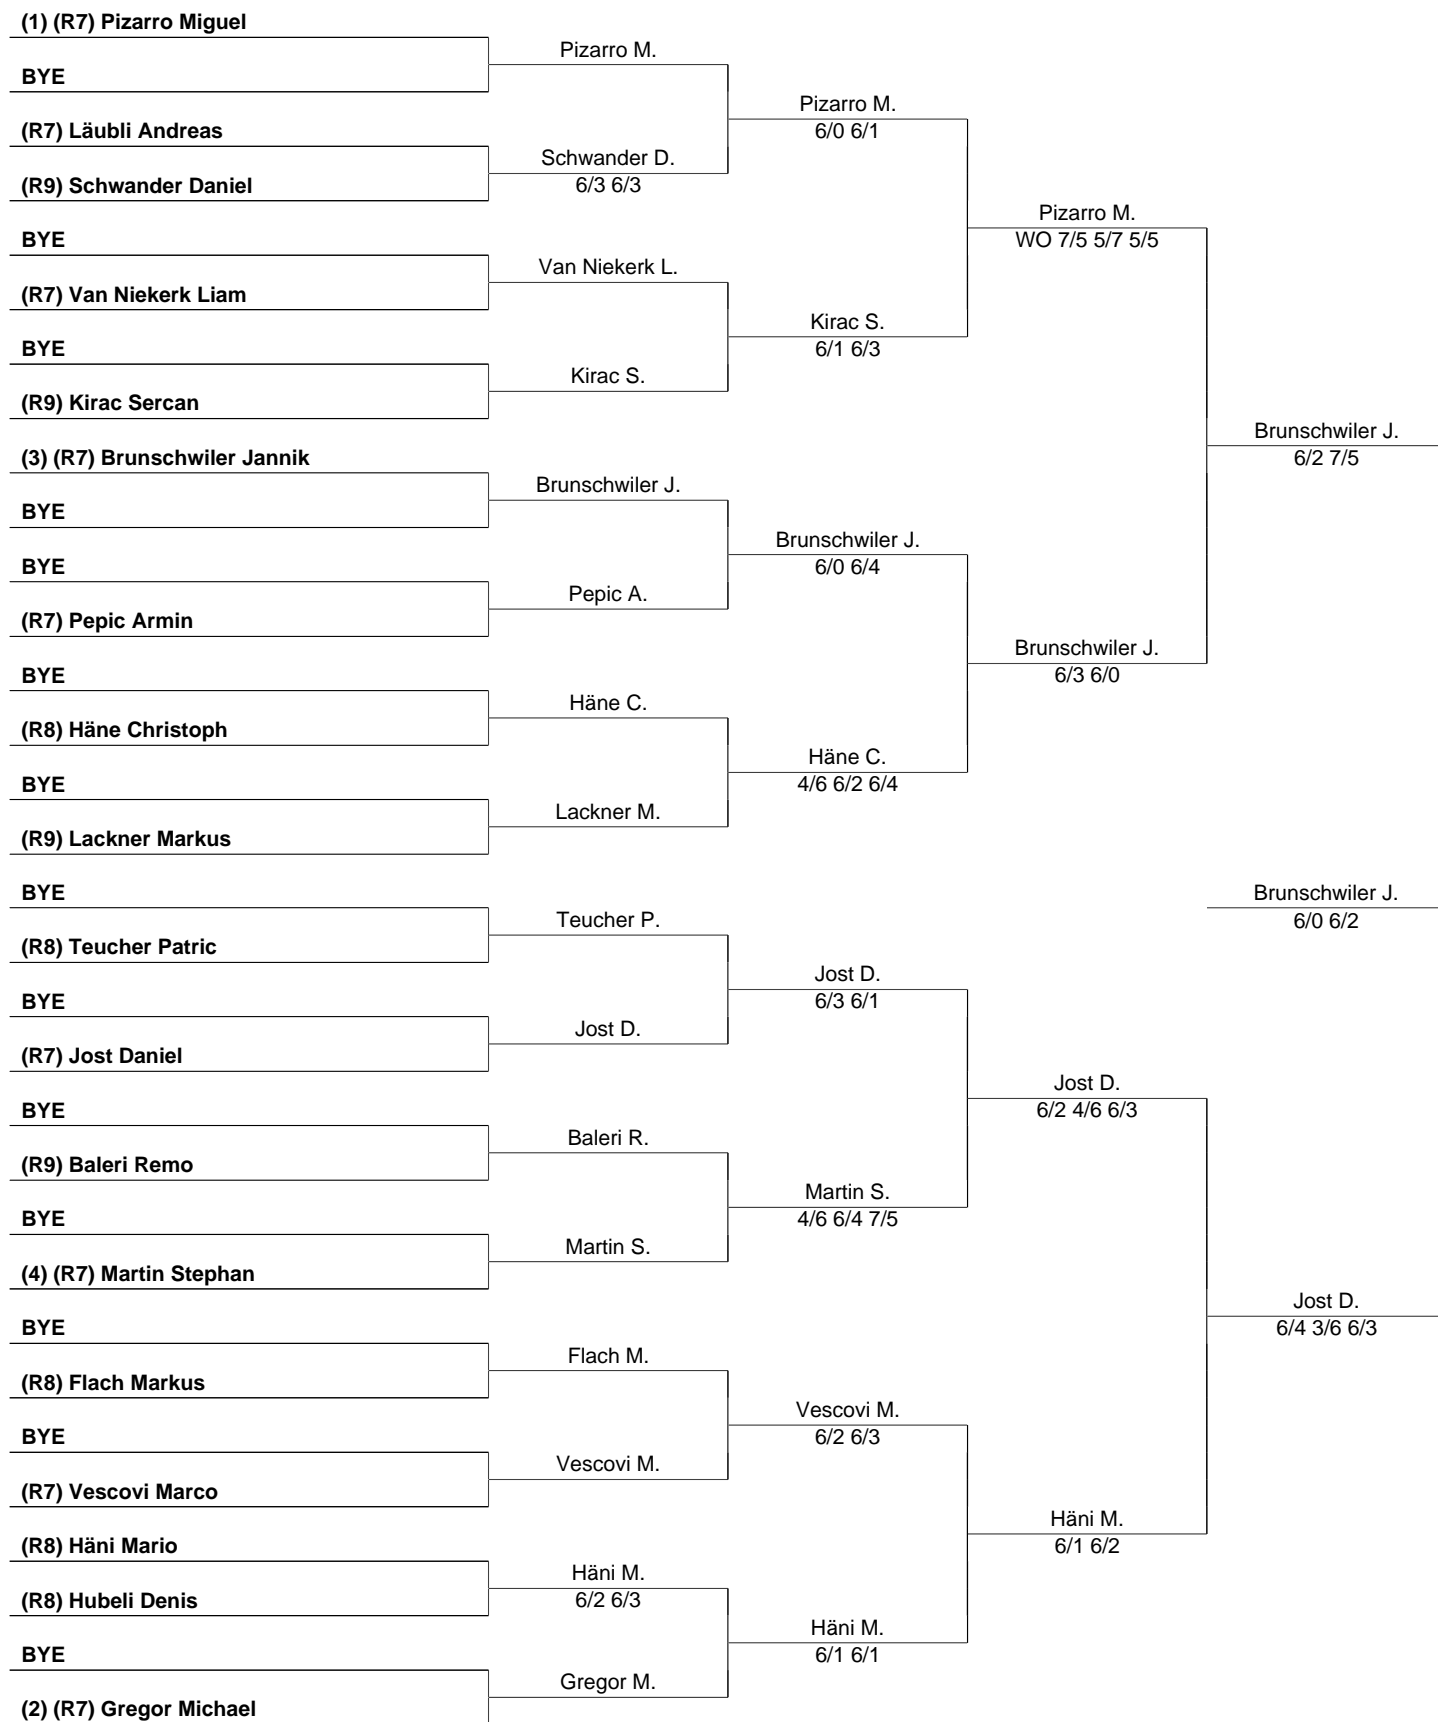 (1) (R7) Pizarro Miguel
BYE
(R7) Läubli Andreas
(R9) Schwander Daniel
BYE
(R7) Van Niekerk Liam
BYE
(R9) Kirac Sercan
(3) (R7) Brunschwiler Jannik
BYE
BYE
(R7) Pepic Armin
BYE
(R8) Häne Christoph
BYE
(R9) Lackner Markus
BYE
(R8) Teucher Patric
BYE
(R7) Jost Daniel
BYE
(R9) Baleri Remo
BYE
(4) (R7) Martin Stephan
BYE
(R8) Flach Markus
BYE
(R7) Vescovi Marco
(R8) Häni Mario
(R8) Hubeli Denis
BYE
(2) (R7) Gregor Michael
Pizarro M.
Schwander D.
6/3 6/3
Van Niekerk L.
Kirac S.
Brunschwiler J.
Pepic A.
Häne C.
Lackner M.
Teucher P.
Jost D.
Baleri R.
Martin S.
Flach M.
Vescovi M.
Häni M.
6/2 6/3
Gregor M.
Pizarro M.
6/0 6/1
Kirac S.
6/1 6/3
Brunschwiler J.
6/0 6/4
Häne C.
4/6 6/2 6/4
Jost D.
6/3 6/1
Martin S.
4/6 6/4 7/5
Vescovi M.
6/2 6/3
Häni M.
6/1 6/1
Pizarro M.
WO 7/5 5/7 5/5
Brunschwiler J.
6/3 6/0
Jost D.
6/2 4/6 6/3
Häni M.
6/1 6/2
Brunschwiler J.
6/2 7/5
Brunschwiler J.
6/0 6/2
Jost D.
6/4 3/6 6/3